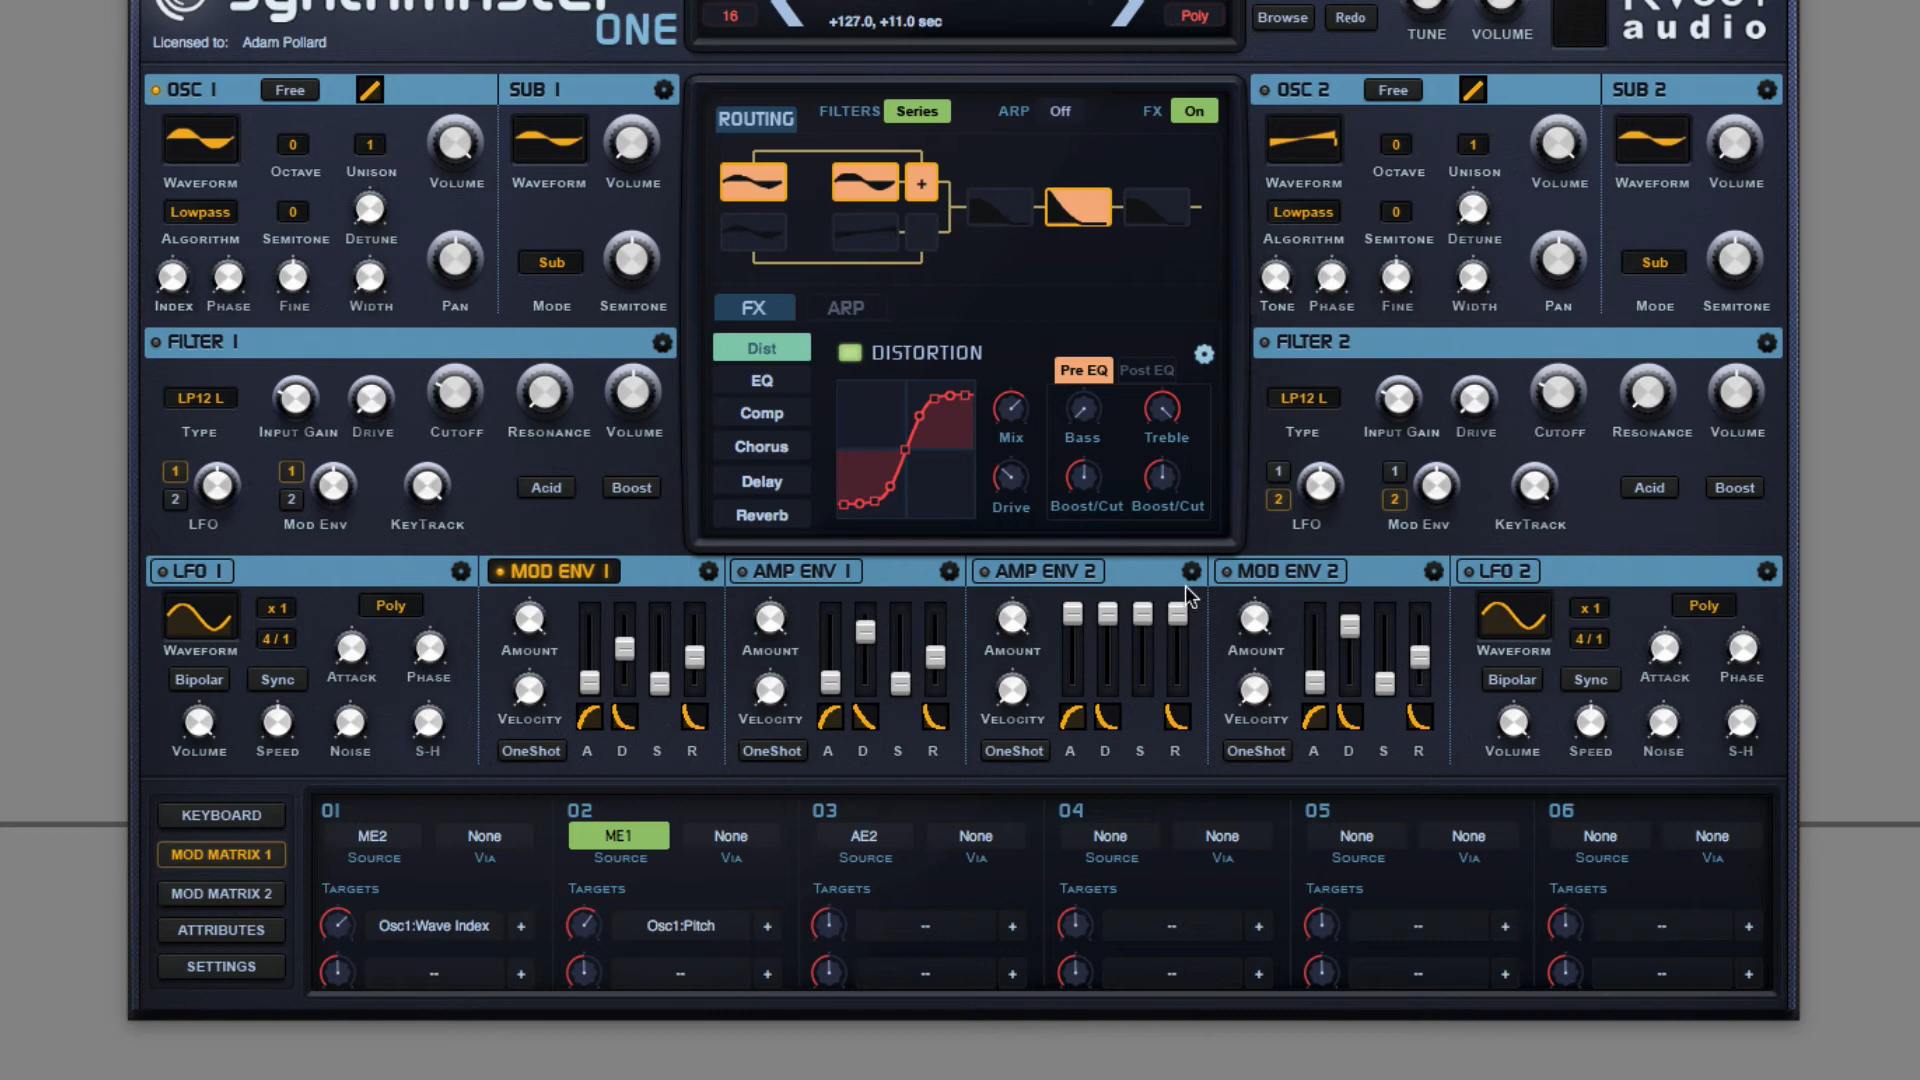 synthmaster
ONE
Licensed to: Adam Pollard
16
+127.0, +11.0 sec
Poly
Browse
Redo
TUNE
VOLUME
audio
OSC 1
Free
SUB 1
WAVEFORM
0
OCTAVE
1
UNISON
VOLUME
WAVEFORM
VOLUME
Lowpass
ALGORITHM
0
SEMITONE
DETUNE
Sub
INDEX
PHASE
FINE
WIDTH
PAN
MODE
SEMITONE
FILTER 1
LP12 L
TYPE
INPUT GAIN
DRIVE
CUTOFF
RESONANCE
VOLUME
1
2
LFO
1
2
MOD ENV
KEYTRACK
Acid
Boost
ROUTING
FILTERS
Series
ARP
Off
FX
On
+
FX
ARP
Dist
EQ
Comp
Chorus
Delay
Reverb
DISTORTION
Mix
Drive
Pre EQ
Post EQ
Bass
Treble
Boost/Cut
Boost/Cut
OSC 2
Free
SUB 2
WAVEFORM
0
OCTAVE
1
UNISON
VOLUME
WAVEFORM
VOLUME
Lowpass
ALGORITHM
0
SEMITONE
DETUNE
Sub
TONE
PHASE
FINE
WIDTH
PAN
MODE
SEMITONE
FILTER 2
LP12 L
TYPE
INPUT GAIN
DRIVE
CUTOFF
RESONANCE
VOLUME
1
2
LFO
1
2
MOD ENV
KEYTRACK
Acid
Boost
LFO 1
WAVEFORM
x 1
4 / 1
Poly
Bipolar
Sync
ATTACK
PHASE
VOLUME
SPEED
NOISE
S-H
MOD ENV 1
AMOUNT
VELOCITY
OneShot
A
D
S
R
AMP ENV 1
AMOUNT
VELOCITY
OneShot
A
D
S
R
AMP ENV 2
AMOUNT
VELOCITY
OneShot
A
D
S
R
MOD ENV 2
AMOUNT
VELOCITY
OneShot
A
D
S
R
LFO 2
WAVEFORM
x 1
4 / 1
Poly
Bipolar
Sync
ATTACK
PHASE
VOLUME
SPEED
NOISE
S-H
KEYBOARD
MOD MATRIX 1
MOD MATRIX 2
ATTRIBUTES
SETTINGS
01
ME2
None
SOURCE
VIA
TARGETS
Osc1:Wave Index
+
--
+
02
ME1
None
SOURCE
VIA
TARGETS
Osc1:Pitch
+
--
+
03
AE2
None
SOURCE
VIA
TARGETS
--
+
--
+
04
None
None
SOURCE
VIA
TARGETS
--
+
--
+
05
None
None
SOURCE
VIA
TARGETS
--
+
--
+
06
None
None
SOURCE
VIA
TARGETS
--
+
--
+